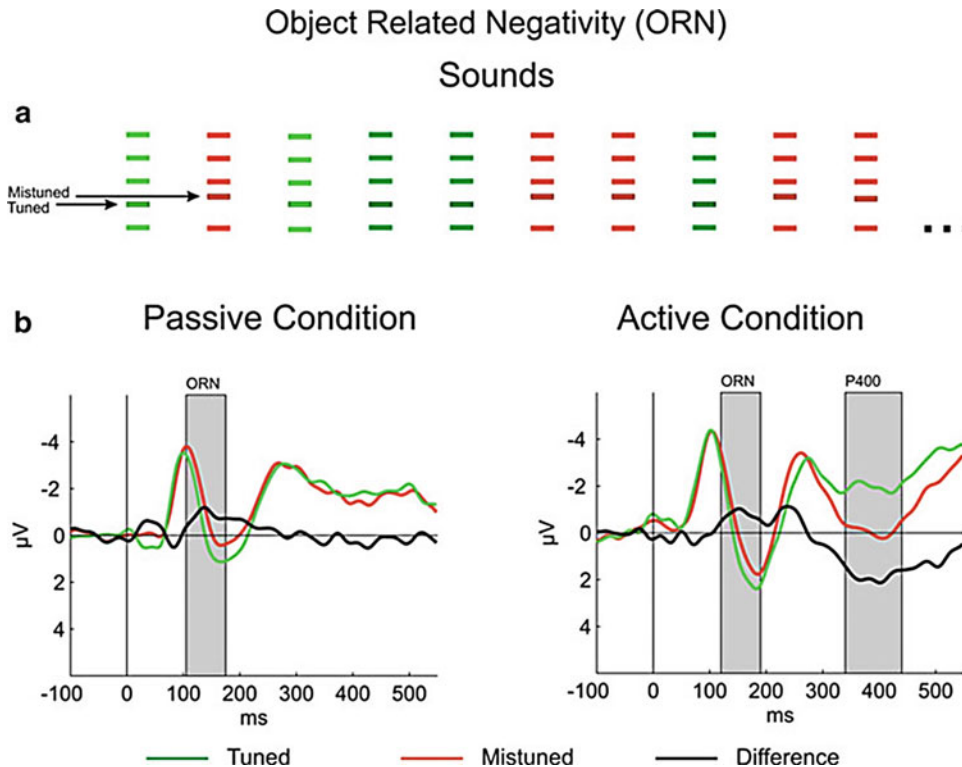 Object Related Negativity (ORN)
Sounds
a
Mistuned
Tuned
b
Passive Condition
Active Condition
ORN
ORN
P400
-4
-2
0
2
4
µV
-100 0 100 200 300 400 500
ms
-4
-2
0
2
4
µV
-100 0 100 200 300 400 500
ms
Tuned
Mistuned
Difference